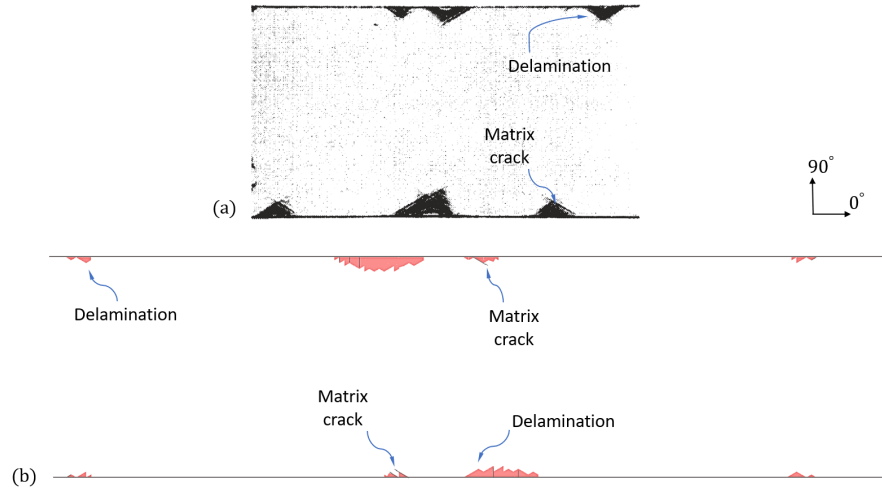 Delamination
Matrix
crack
(a)
90°
0°
Delamination
Matrix
crack
Matrix
crack
Delamination
(b)